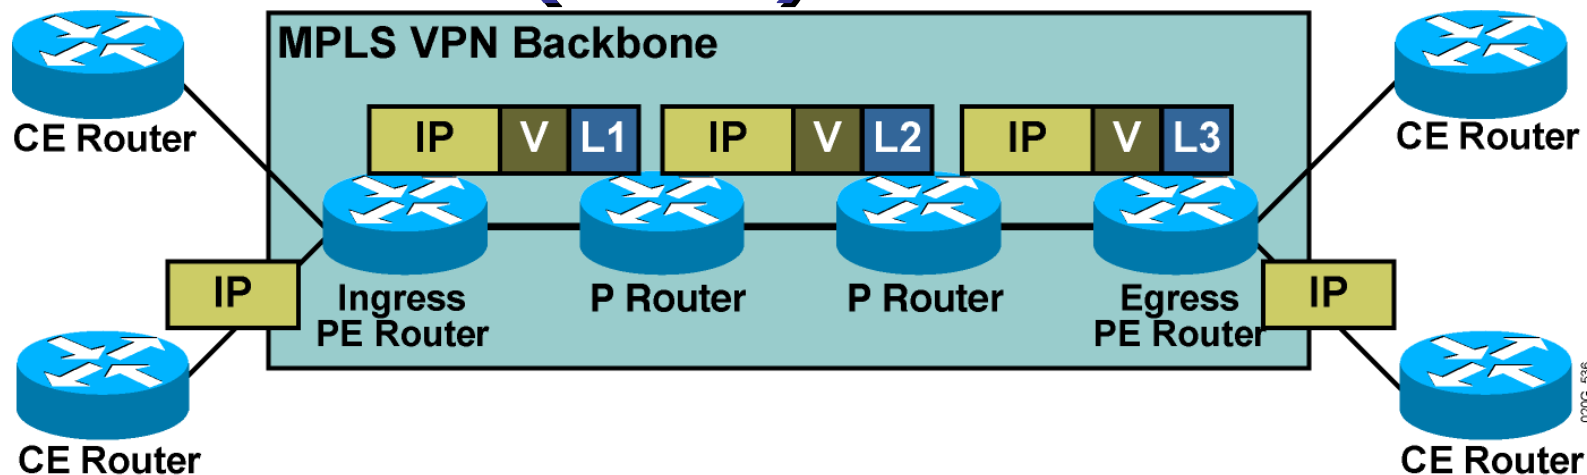 MPLS VPN Backbone
CE Router
CE Router
IP V L1
IP V L2
IP V L3
IP
IP
Ingress
PE Router
P Router
P Router
Egress
PE Router
CE Router
CE Router